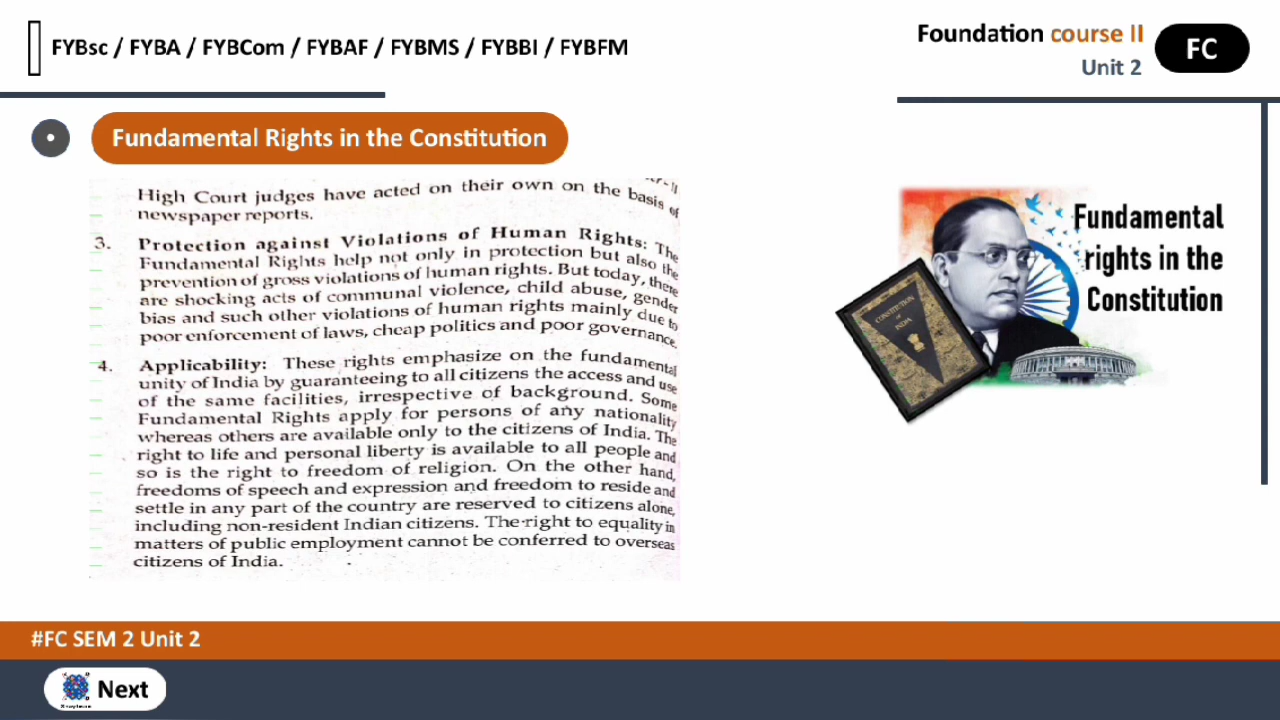 FYBsc / FYBA / FYBCom / FYBAF / FYBMS / FYBBI / FYBFM
Foundation course II
Unit 2
FC
Fundamental Rights in the Constitution
High Court judges have acted on their own on the basis of
newspaper reports.
3. Protection against Violations of Human Rights: The
Fundamental Rights help not only in protection but also the
prevention of gross violations of human rights. But today, there
are shocking acts of communal violence, child abuse, gender
bias and such other violations of human rights mainly due to
poor enforcement of laws, cheap politics and poor governance.
4. Applicability: These rights emphasize on the fundamental
unity of India by guaranteeing to all citizens the access and use
of the same facilities, irrespective of background. Some
Fundamental Rights apply for persons of any nationality
whereas others are available only to the citizens of India. The
right to life and personal liberty is available to all people and
so is the right to freedom of religion. On the other hand,
freedoms of speech and expression and freedom to reside and
settle in any part of the country are reserved to citizens alone,
including non-resident Indian citizens. The right to equality in
matters of public employment cannot be conferred to overseas
citizens of India.
Fundamental
rights in the
Constitution
CONSTITUTION
OF
INDIA
#FC SEM 2 Unit 2
Next